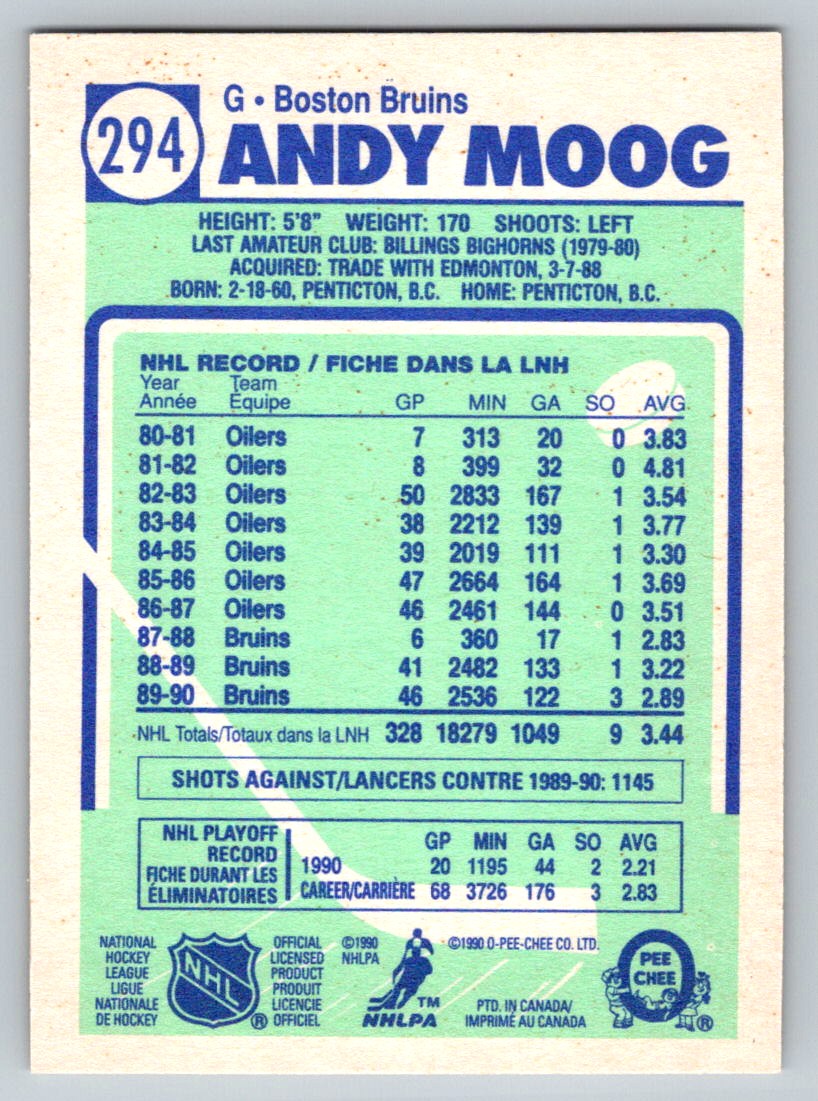 294
G • Boston Bruins
ANDY MOOG
HEIGHT: 5'8" WEIGHT: 170 SHOOTS: LEFT
LAST AMATEUR CLUB: BILLINGS BIGHORNS (1979-80)
ACQUIRED: TRADE WITH EDMONTON, 3-7-88
BORN: 2-18-60, PENTICTON, B.C. HOME: PENTICTON, B.C.
NHL RECORD / FICHE DANS LA LNH
Year Team
Année Équipe GP MIN GA SO AVG
80-81 Oilers 7 313 20 0 3.83
81-82 Oilers 8 399 32 0 4.81
82-83 Oilers 50 2833 167 1 3.54
83-84 Oilers 38 2212 139 1 3.77
84-85 Oilers 39 2019 111 1 3.30
85-86 Oilers 47 2664 164 1 3.69
86-87 Oilers 46 2461 144 0 3.51
87-88 Bruins 6 360 17 1 2.83
88-89 Bruins 41 2482 133 1 3.22
89-90 Bruins 46 2536 122 3 2.89
NHL Totals/Totaux dans la LNH 328 18279 1049 9 3.44
SHOTS AGAINST/LANCERS CONTRE 1989-90: 1145
NHL PLAYOFF
RECORD
FICHE DURANT LES
ÉLIMINATOIRES
GP MIN GA SO AVG
1990 20 1195 44 2 2.21
CAREER/CARRIÈRE 68 3726 176 3 2.83
NATIONAL
HOCKEY
LEAGUE
LIGUE
NATIONALE
DE HOCKEY
NHL ®
OFFICIAL
LICENSED
PRODUCT
PRODUIT
LICENCIE
OFFICIEL
©1990
NHLPA
TM
NHLPA
©1990 O-PEE-CHEE CO. LTD.
PTD. IN CANADA/
IMPRIMÉ AU CANADA
PEE
CHEE
®